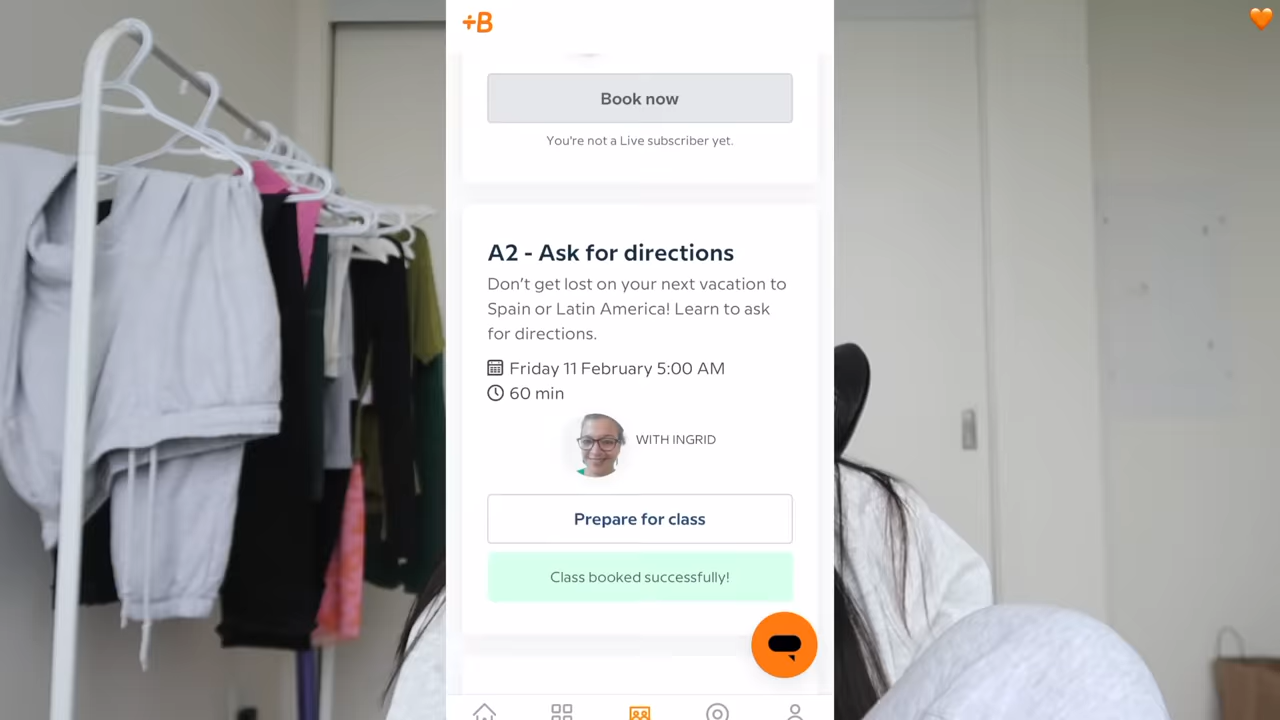 +B
Book now
You're not a Live subscriber yet.
A2 - Ask for directions
Don’t get lost on your next vacation to
Spain or Latin America! Learn to ask
for directions.
Friday 11 February 5:00 AM
60 min
WITH INGRID
Prepare for class
Class booked successfully!